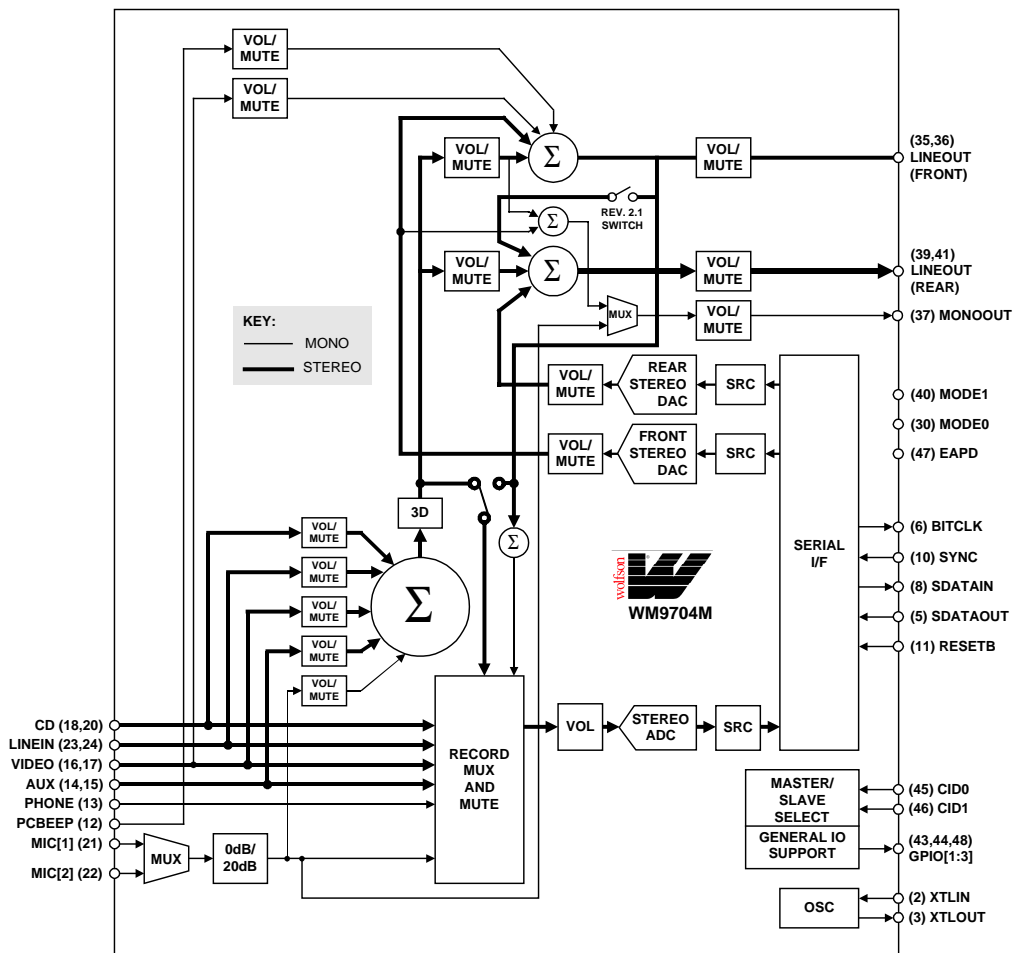 VOL/
MUTE
VOL/
MUTE
VOL/
MUTE
Σ
VOL/
MUTE
(35,36)
LINEOUT
(FRONT)
REV. 2.1
SWITCH
Σ
VOL/
MUTE
Σ
VOL/
MUTE
(39,41)
LINEOUT
(REAR)
MUX
VOL/
MUTE
(37) MONOOUT
KEY:
MONO
STEREO
VOL/
MUTE
REAR
STEREO
DAC
SRC
VOL/
MUTE
FRONT
STEREO
DAC
SRC
SERIAL
I/F
(40) MODE1
(30) MODE0
(47) EAPD
(6) BITCLK
(10) SYNC
(8) SDATAIN
(5) SDATAOUT
(11) RESETB
3D
Σ
VOL/
MUTE
VOL/
MUTE
VOL/
MUTE
VOL/
MUTE
VOL/
MUTE
Σ
wolfson
WM9704M
CD (18,20)
LINEIN (23,24)
VIDEO (16,17)
AUX (14,15)
PHONE (13)
PCBEEP (12)
MIC[1] (21)
MIC[2] (22)
MUX
0dB/
20dB
RECORD
MUX
AND
MUTE
VOL
STEREO
ADC
SRC
MASTER/
SLAVE
SELECT
GENERAL IO
SUPPORT
(45) CID0
(46) CID1
(43,44,48)
GPIO[1:3]
OSC
(2) XTLIN
(3) XTLOUT